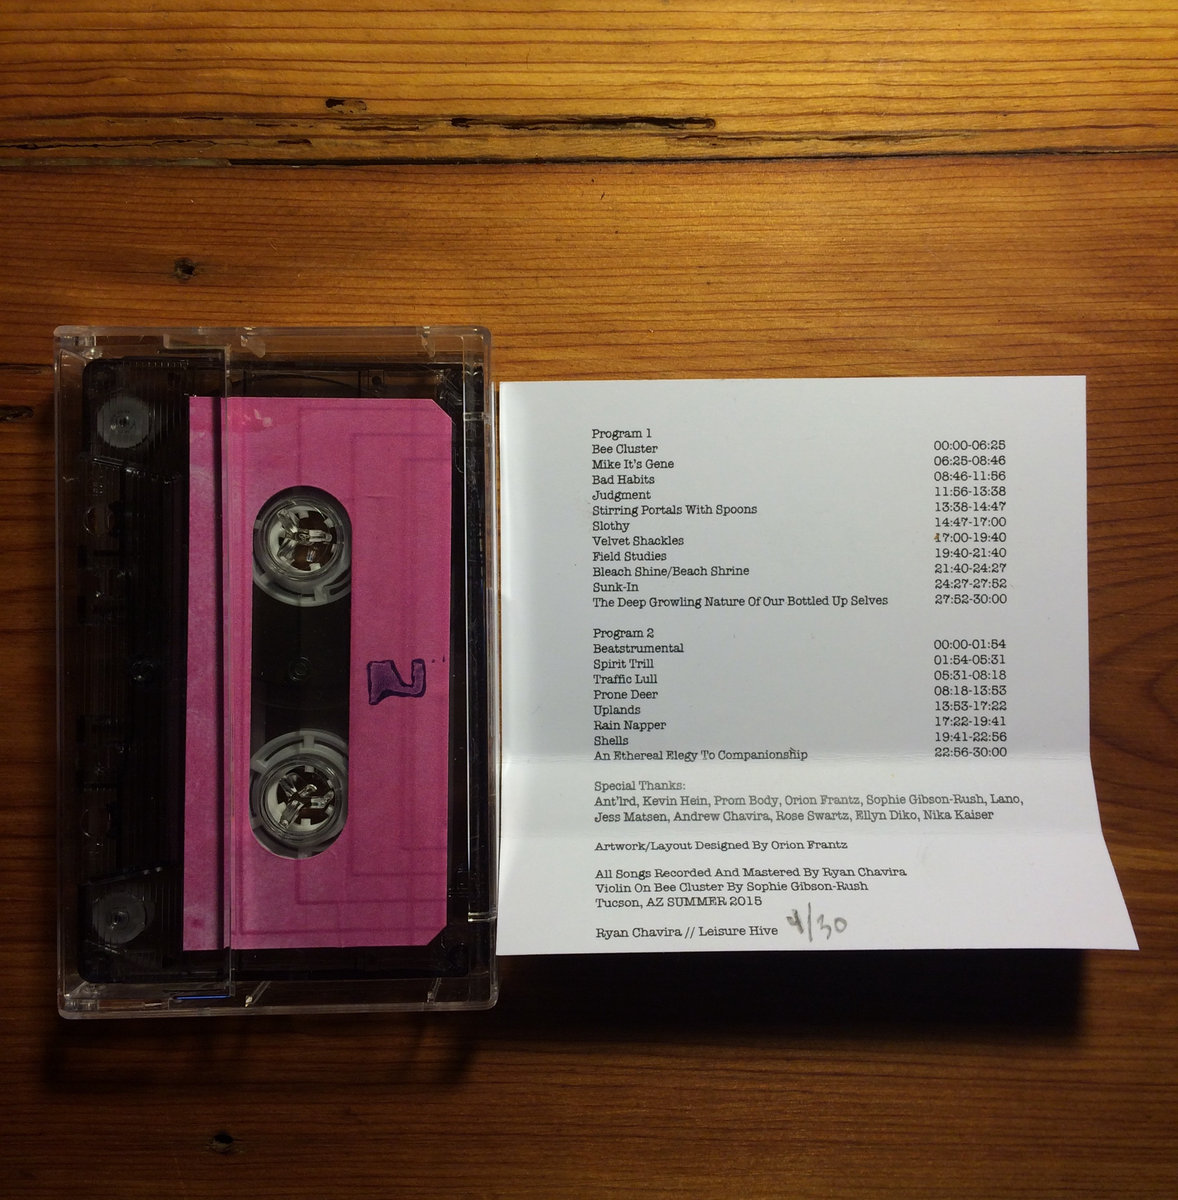 Program 1
Bee Cluster 00:00-06:25
Mike It's Gene 06:25-08:46
Bad Habits 08:46-11:56
Judgment 11:56-13:38
Stirring Portals With Spoons 13:38-14:47
Slothy 14:47-17:00
Velvet Shackles 17:00-19:40
Field Studies 19:40-21:40
Bleach Shine/Beach Shrine 21:40-24:27
Sunk-In 24:27-27:52
The Deep Growling Nature Of Our Bottled Up Selves 27:52-30:00
Program 2
Beatstrumental 00:00-01:54
Spirit Trill 01:54-05:31
Traffic Lull 05:31-08:18
Prone Deer 08:18-13:53
Uplands 13:53-17:22
Rain Napper 17:22-19:41
Shells 19:41-22:56
An Ethereal Elegy To Companionship 22:56-30:00
Special Thanks:
Ant'lrd, Kevin Hein, Prom Body, Orion Frantz, Sophie Gibson-Rush, Lano,
Jess Matsen, Andrew Chavira, Rose Swartz, Ellyn Diko, Nika Kaiser
Artwork/Layout Designed By Orion Frantz
All Songs Recorded And Mastered By Ryan Chavira
Violin On Bee Cluster By Sophie Gibson-Rush
Tucson, AZ SUMMER 2015
Ryan Chavira // Leisure Hive 4/30